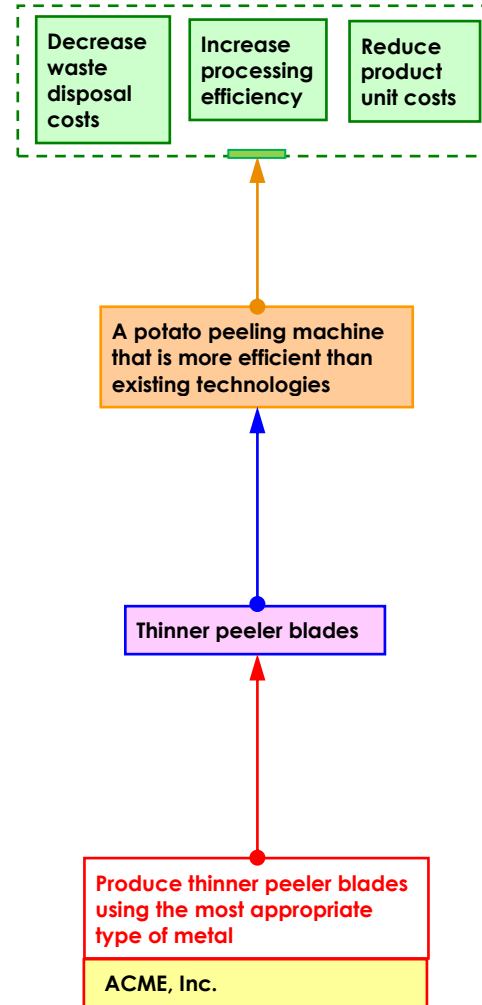 Decrease
waste
disposal
costs
Increase
processing
efficiency
Reduce
product
unit costs
A potato peeling machine
that is more efficient than
existing technologies
Thinner peeler blades
Produce thinner peeler blades
using the most appropriate
type of metal
ACME, Inc.